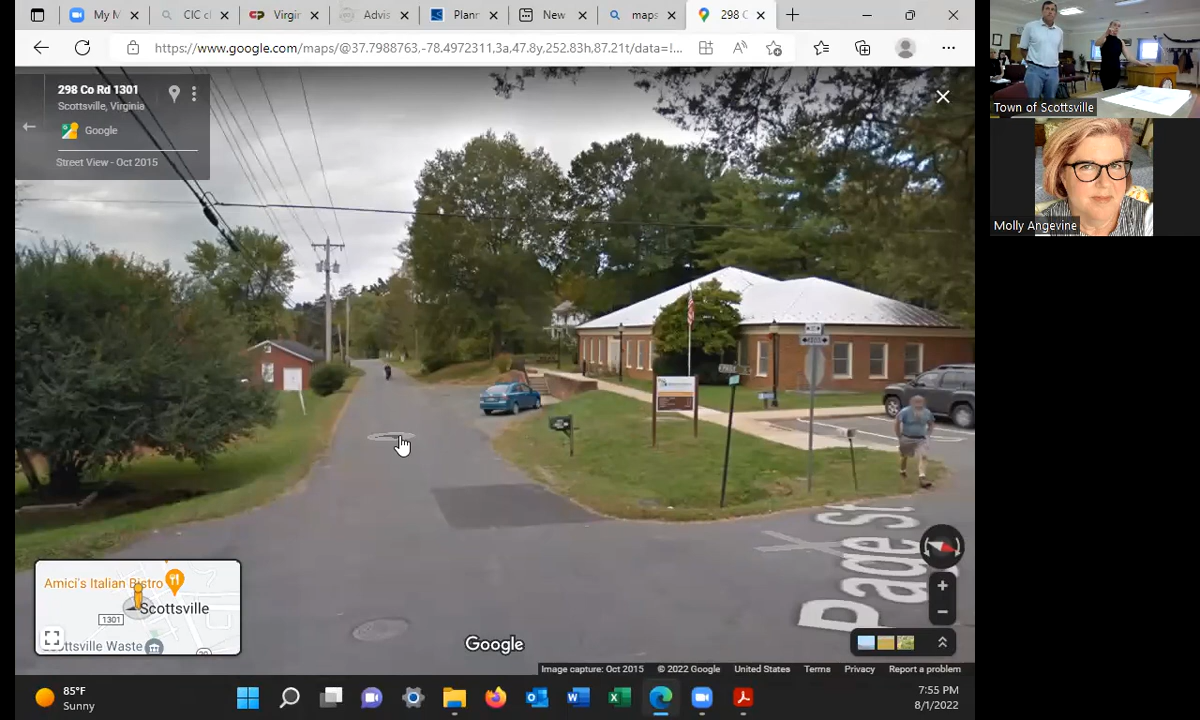 My M
CIC cl
Virgir
Advis
Planr
New
maps
298 C
https://www.google.com/maps/@37.7988763,-78.4972311,3a,47.8y,252.83h,87.21t/data=!...
298 Co Rd 1301
Scottsville, Virginia
Google
Street View - Oct 2015
Town of Scottsville
Molly Angevine
Page St
Amici's Italian Bistro
Scottsville
1301
ottsville Waste
20
Google
Image capture: Oct 2015
© 2022 Google
United States
Terms
Privacy
Report a problem
85°F
Sunny
7:55 PM
8/1/2022